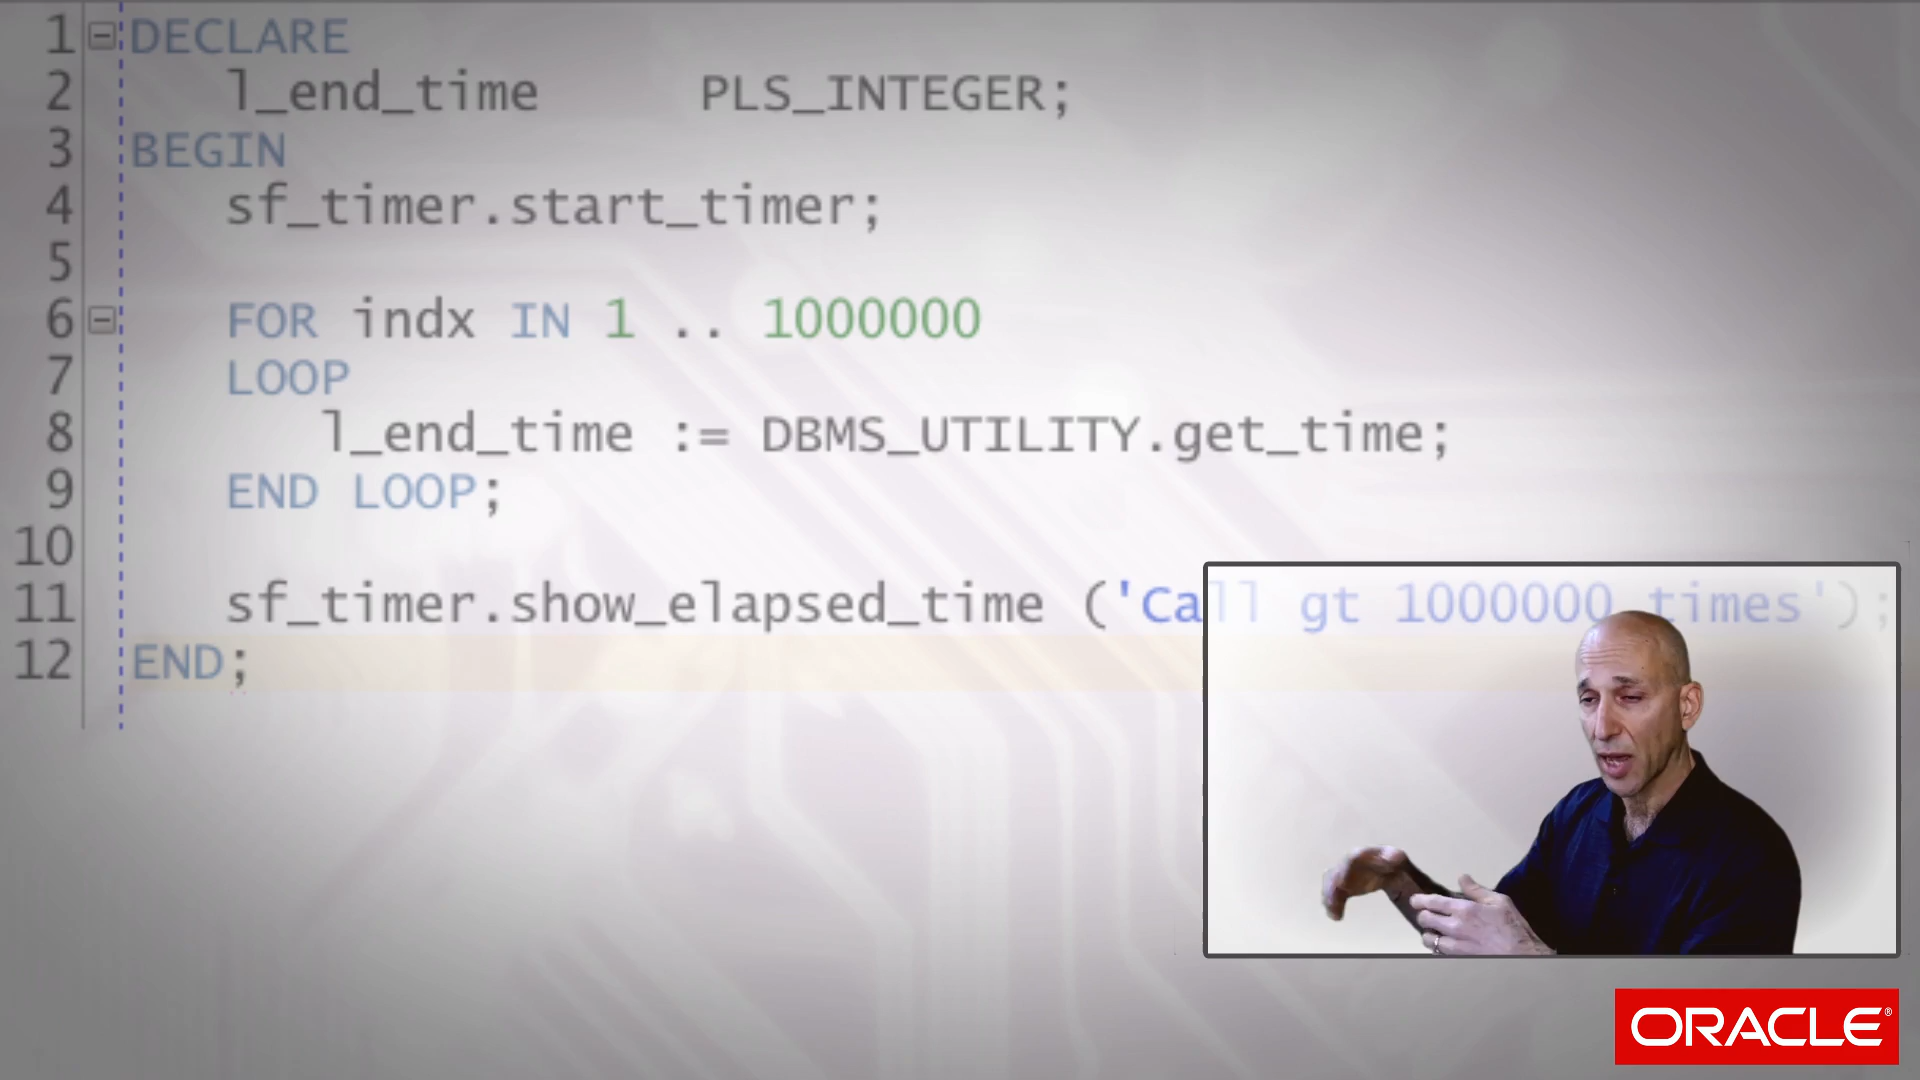 1 DECLARE
2 l_end_time PLS_INTEGER;
3 BEGIN
4 sf_timer.start_timer;
5
6 FOR indx IN 1 .. 1000000
7 LOOP
8 l_end_time := DBMS_UTILITY.get_time;
9 END LOOP;
10
11 sf_timer.show_elapsed_time ('Call gt 1000000 times');
12 END;
ORACLE®